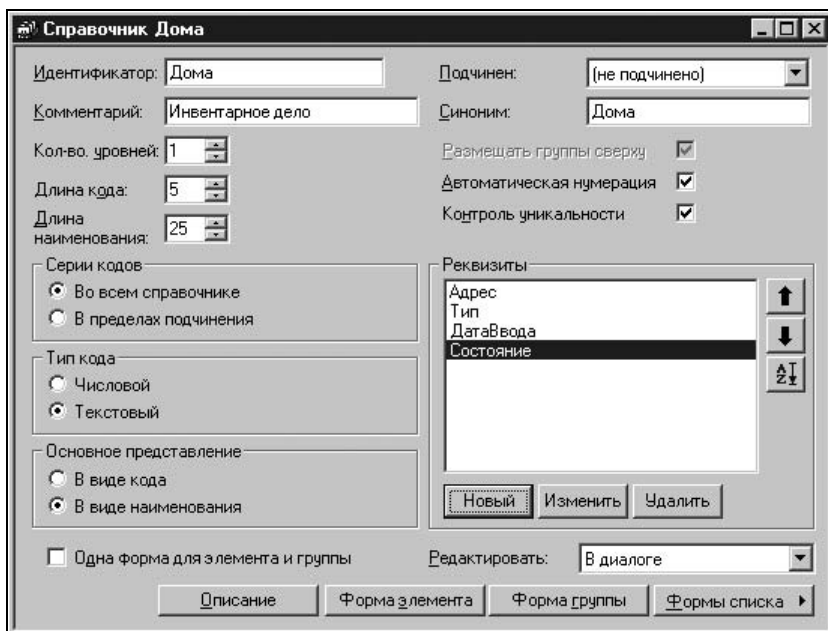 Справочник Дома
Идентификатор: Дома
Подчинен: (не подчинено)
Комментарий: Инвентарное дело
Синоним: Дома
Кол-во. уровней: 1
Размещать группы сверху
Длина кода: 5
Автоматическая нумерация
Длина наименования: 25
Контроль уникальности
Серии кодов
Во всем справочнике
В пределах подчинения
Тип кода
Числовой
Текстовый
Основное представление
В виде кода
В виде наименования
Реквизиты
Адрес
Тип
ДатаВвода
Состояние
Новый Изменить Удалить
Одна форма для элемента и группы
Редактировать: В диалоге
Описание Форма элемента Форма группы Формы списка